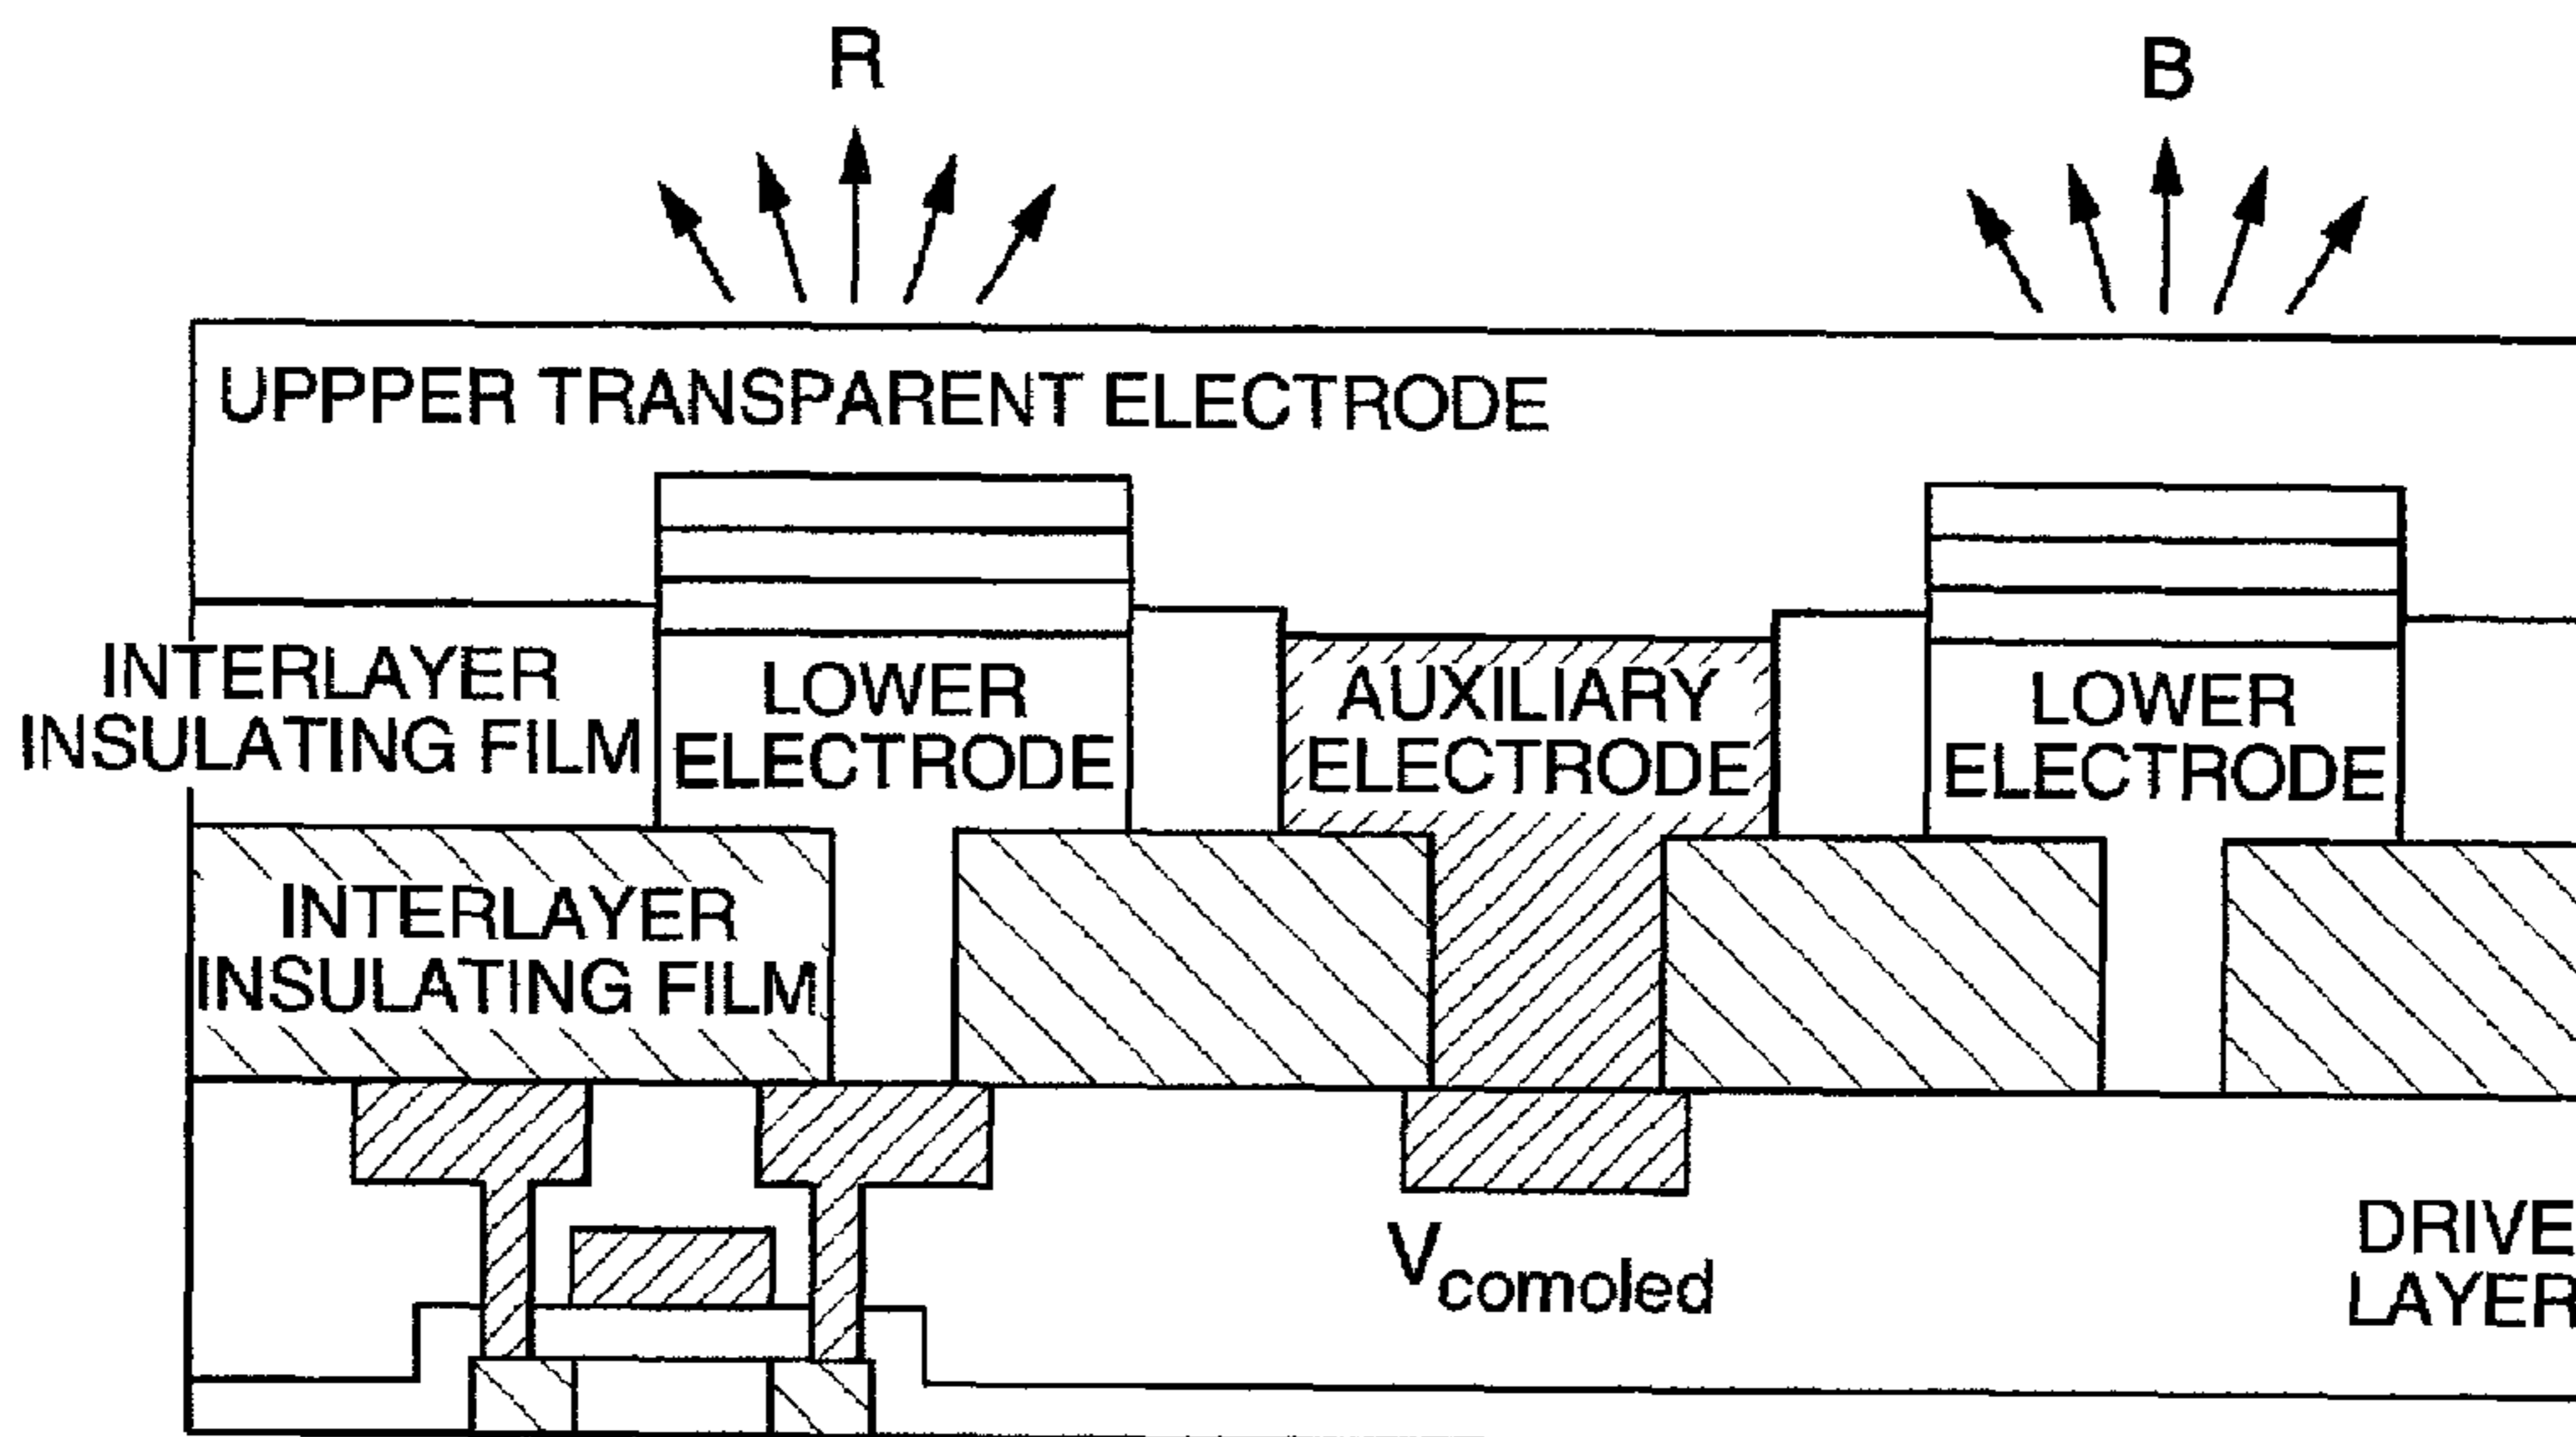 R
B
UPPPER TRANSPARENT ELECTRODE
INTERLAYER
INSULATING FILM
LOWER
ELECTRODE
AUXILIARY
ELECTRODE
LOWER
ELECTRODE
INTERLAYER
INSULATING FILM
Vcomoled
DRIVE
LAYER